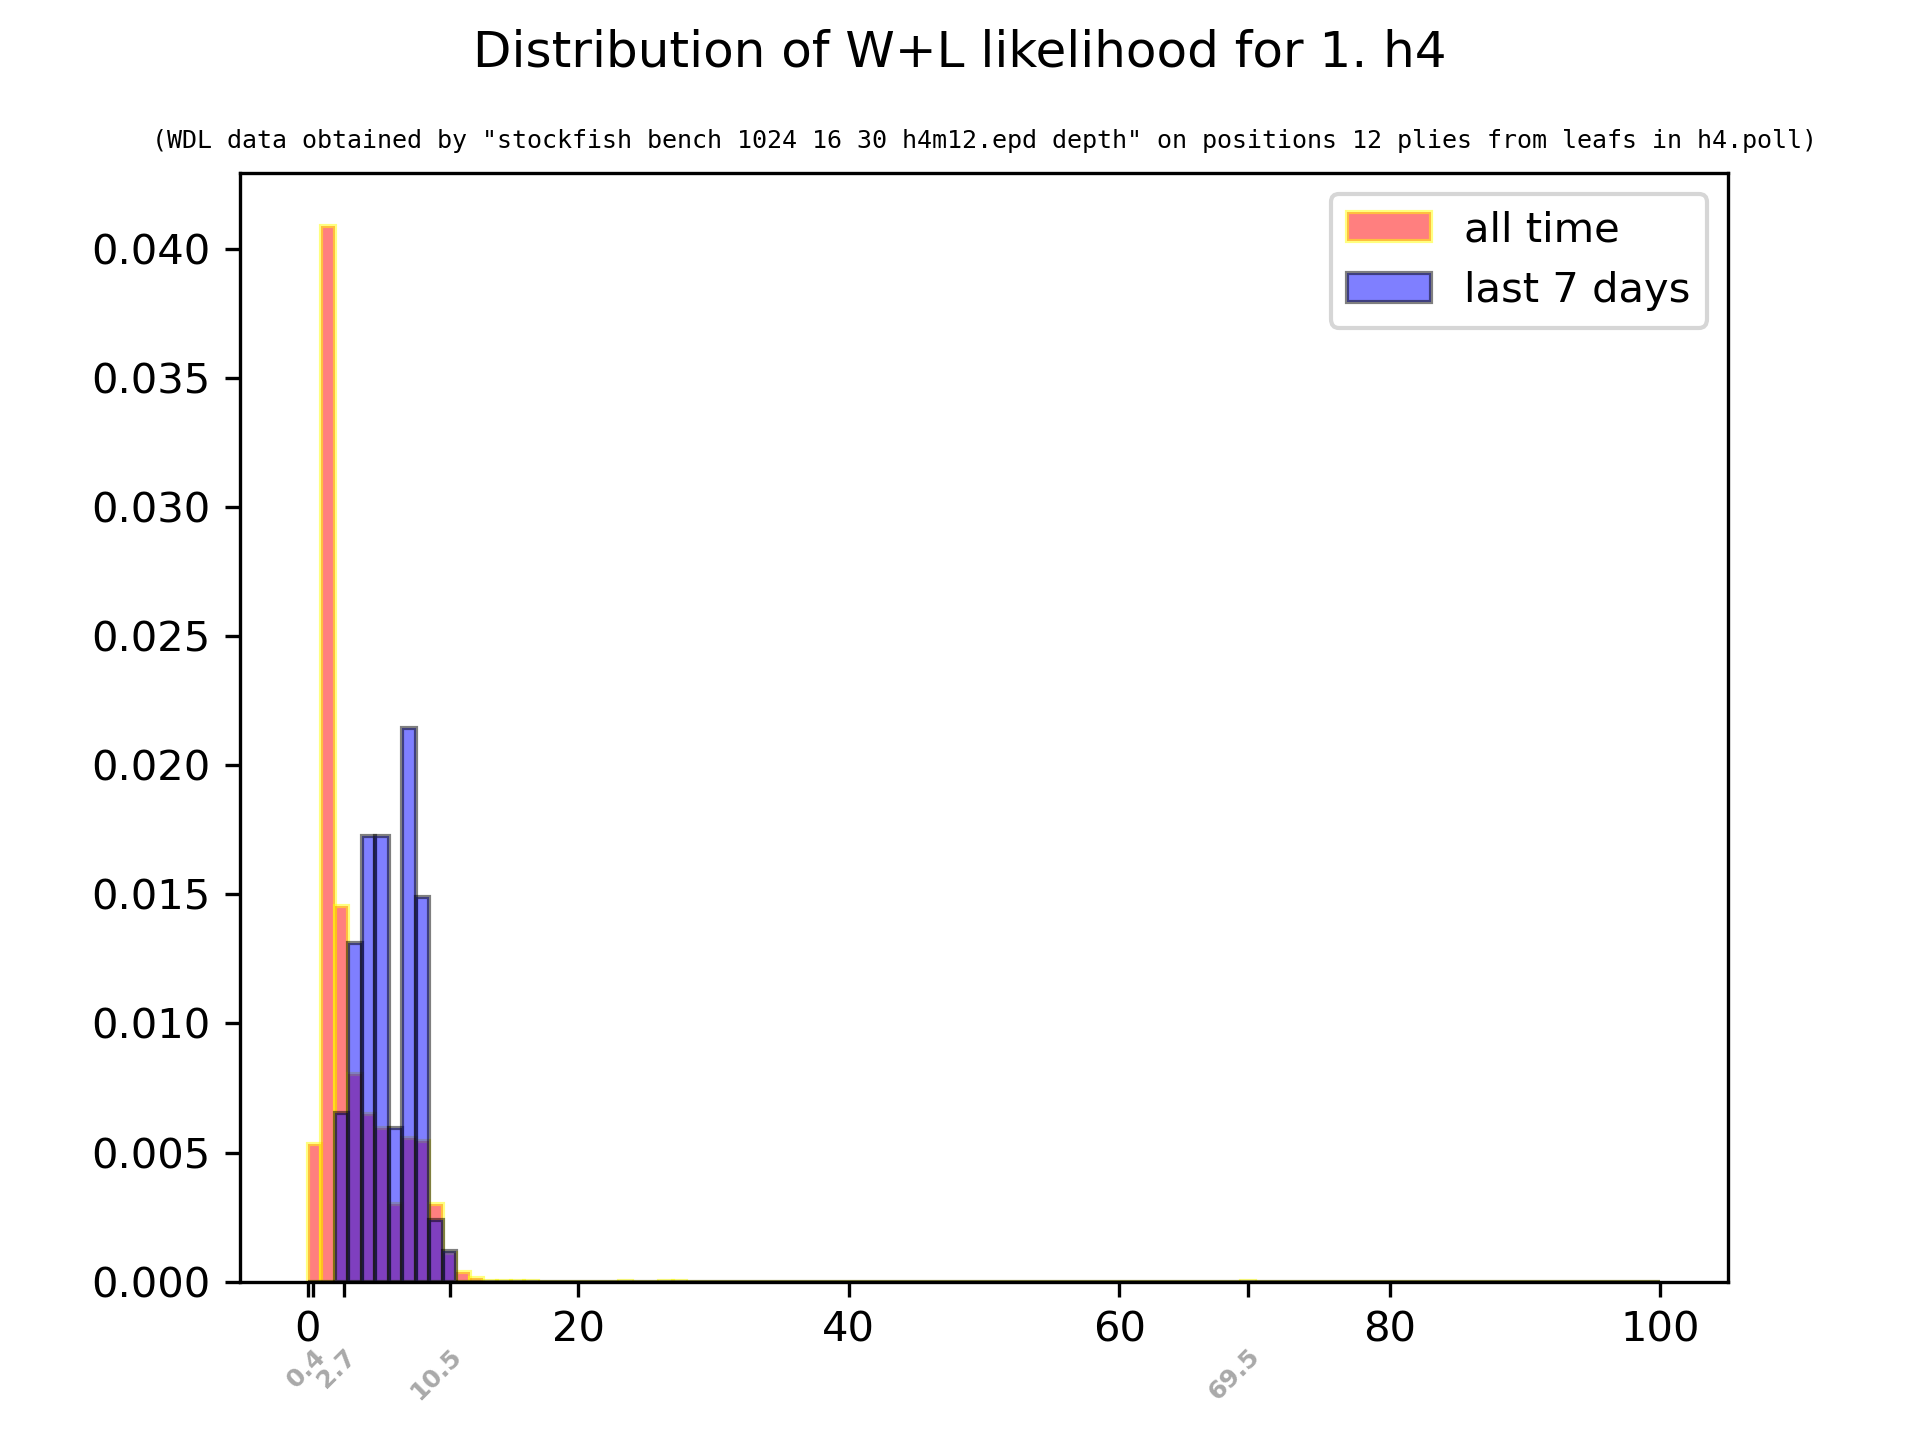 Distribution of W+L likelihood for 1. h4
(WDL data obtained by "stockfish bench 1024 16 30 h4m12.epd depth" on positions 12 plies from leafs in h4.poll)
all time
last 7 days
0.040
0.035
0.030
0.025
0.020
0.015
0.010
0.005
0.000
0 20 40 60 80 100
0.4 2.7 10.5 69.5